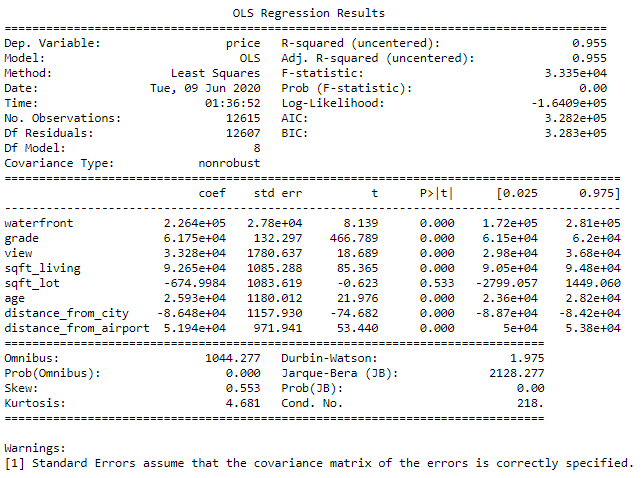 OLS Regression Results
==============================================================================
Dep. Variable: price R-squared (uncentered): 0.955
Model: OLS Adj. R-squared (uncentered): 0.955
Method: Least Squares F-statistic: 3.335e+04
Date: Tue, 09 Jun 2020 Prob (F-statistic): 0.00
Time: 01:36:52 Log-Likelihood: -1.6409e+05
No. Observations: 12615 AIC: 3.282e+05
Df Residuals: 12607 BIC: 3.283e+05
Df Model: 8
Covariance Type: nonrobust
==============================================================================
coef std err t P>|t| [0.025 0.975]
------------------------------------------------------------------------------
waterfront 2.264e+05 2.78e+04 8.139 0.000 1.72e+05 2.81e+05
grade 6.175e+04 132.297 466.789 0.000 6.15e+04 6.2e+04
view 3.328e+04 1780.637 18.689 0.000 2.98e+04 3.68e+04
sqft_living 9.265e+04 1085.288 85.365 0.000 9.05e+04 9.48e+04
sqft_lot -674.9984 1083.619 -0.623 0.533 -2799.057 1449.060
age 2.593e+04 1180.012 21.976 0.000 2.36e+04 2.82e+04
distance_from_city -8.648e+04 1157.930 -74.682 0.000 -8.87e+04 -8.42e+04
distance_from_airport 5.194e+04 971.941 53.440 0.000 5e+04 5.38e+04
==============================================================================
Omnibus: 1044.277 Durbin-Watson: 1.975
Prob(Omnibus): 0.000 Jarque-Bera (JB): 2128.277
Skew: 0.553 Prob(JB): 0.00
Kurtosis: 4.681 Cond. No. 218.
==============================================================================
Warnings:
[1] Standard Errors assume that the covariance matrix of the errors is correctly specified.